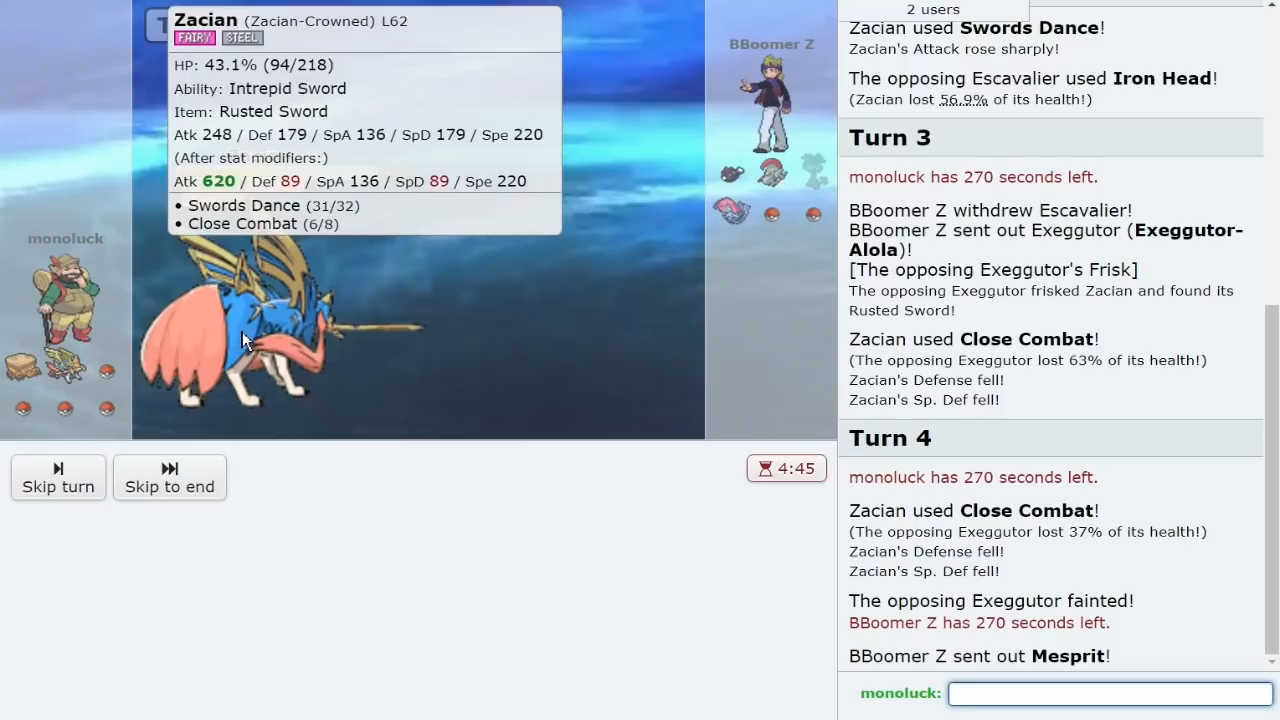 T
Zacian (Zacian-Crowned) L62
FAIRY STEEL
HP: 43.1% (94/218)
Ability: Intrepid Sword
Item: Rusted Sword
Atk 248 / Def 179 / SpA 136 / SpD 179 / Spe 220
(After stat modifiers:)
Atk 620 / Def 89 / SpA 136 / SpD 89 / Spe 220
• Swords Dance (31/32)
• Close Combat (6/8)
monoluck
BBoomer Z
Skip turn
Skip to end
4:45
2 users
Zacian used Swords Dance!
Zacian's Attack rose sharply!
The opposing Escavalier used Iron Head!
(Zacian lost 56.9% of its health!)
Turn 3
monoluck has 270 seconds left.
BBoomer Z withdrew Escavalier!
BBoomer Z sent out Exeggutor (Exeggutor-
Alola)!
[The opposing Exeggutor's Frisk]
The opposing Exeggutor frisked Zacian and found its
Rusted Sword!
Zacian used Close Combat!
(The opposing Exeggutor lost 63% of its health!)
Zacian's Defense fell!
Zacian's Sp. Def fell!
Turn 4
monoluck has 270 seconds left.
Zacian used Close Combat!
(The opposing Exeggutor lost 37% of its health!)
Zacian's Defense fell!
Zacian's Sp. Def fell!
The opposing Exeggutor fainted!
BBoomer Z has 270 seconds left.
BBoomer Z sent out Mesprit!
monoluck: